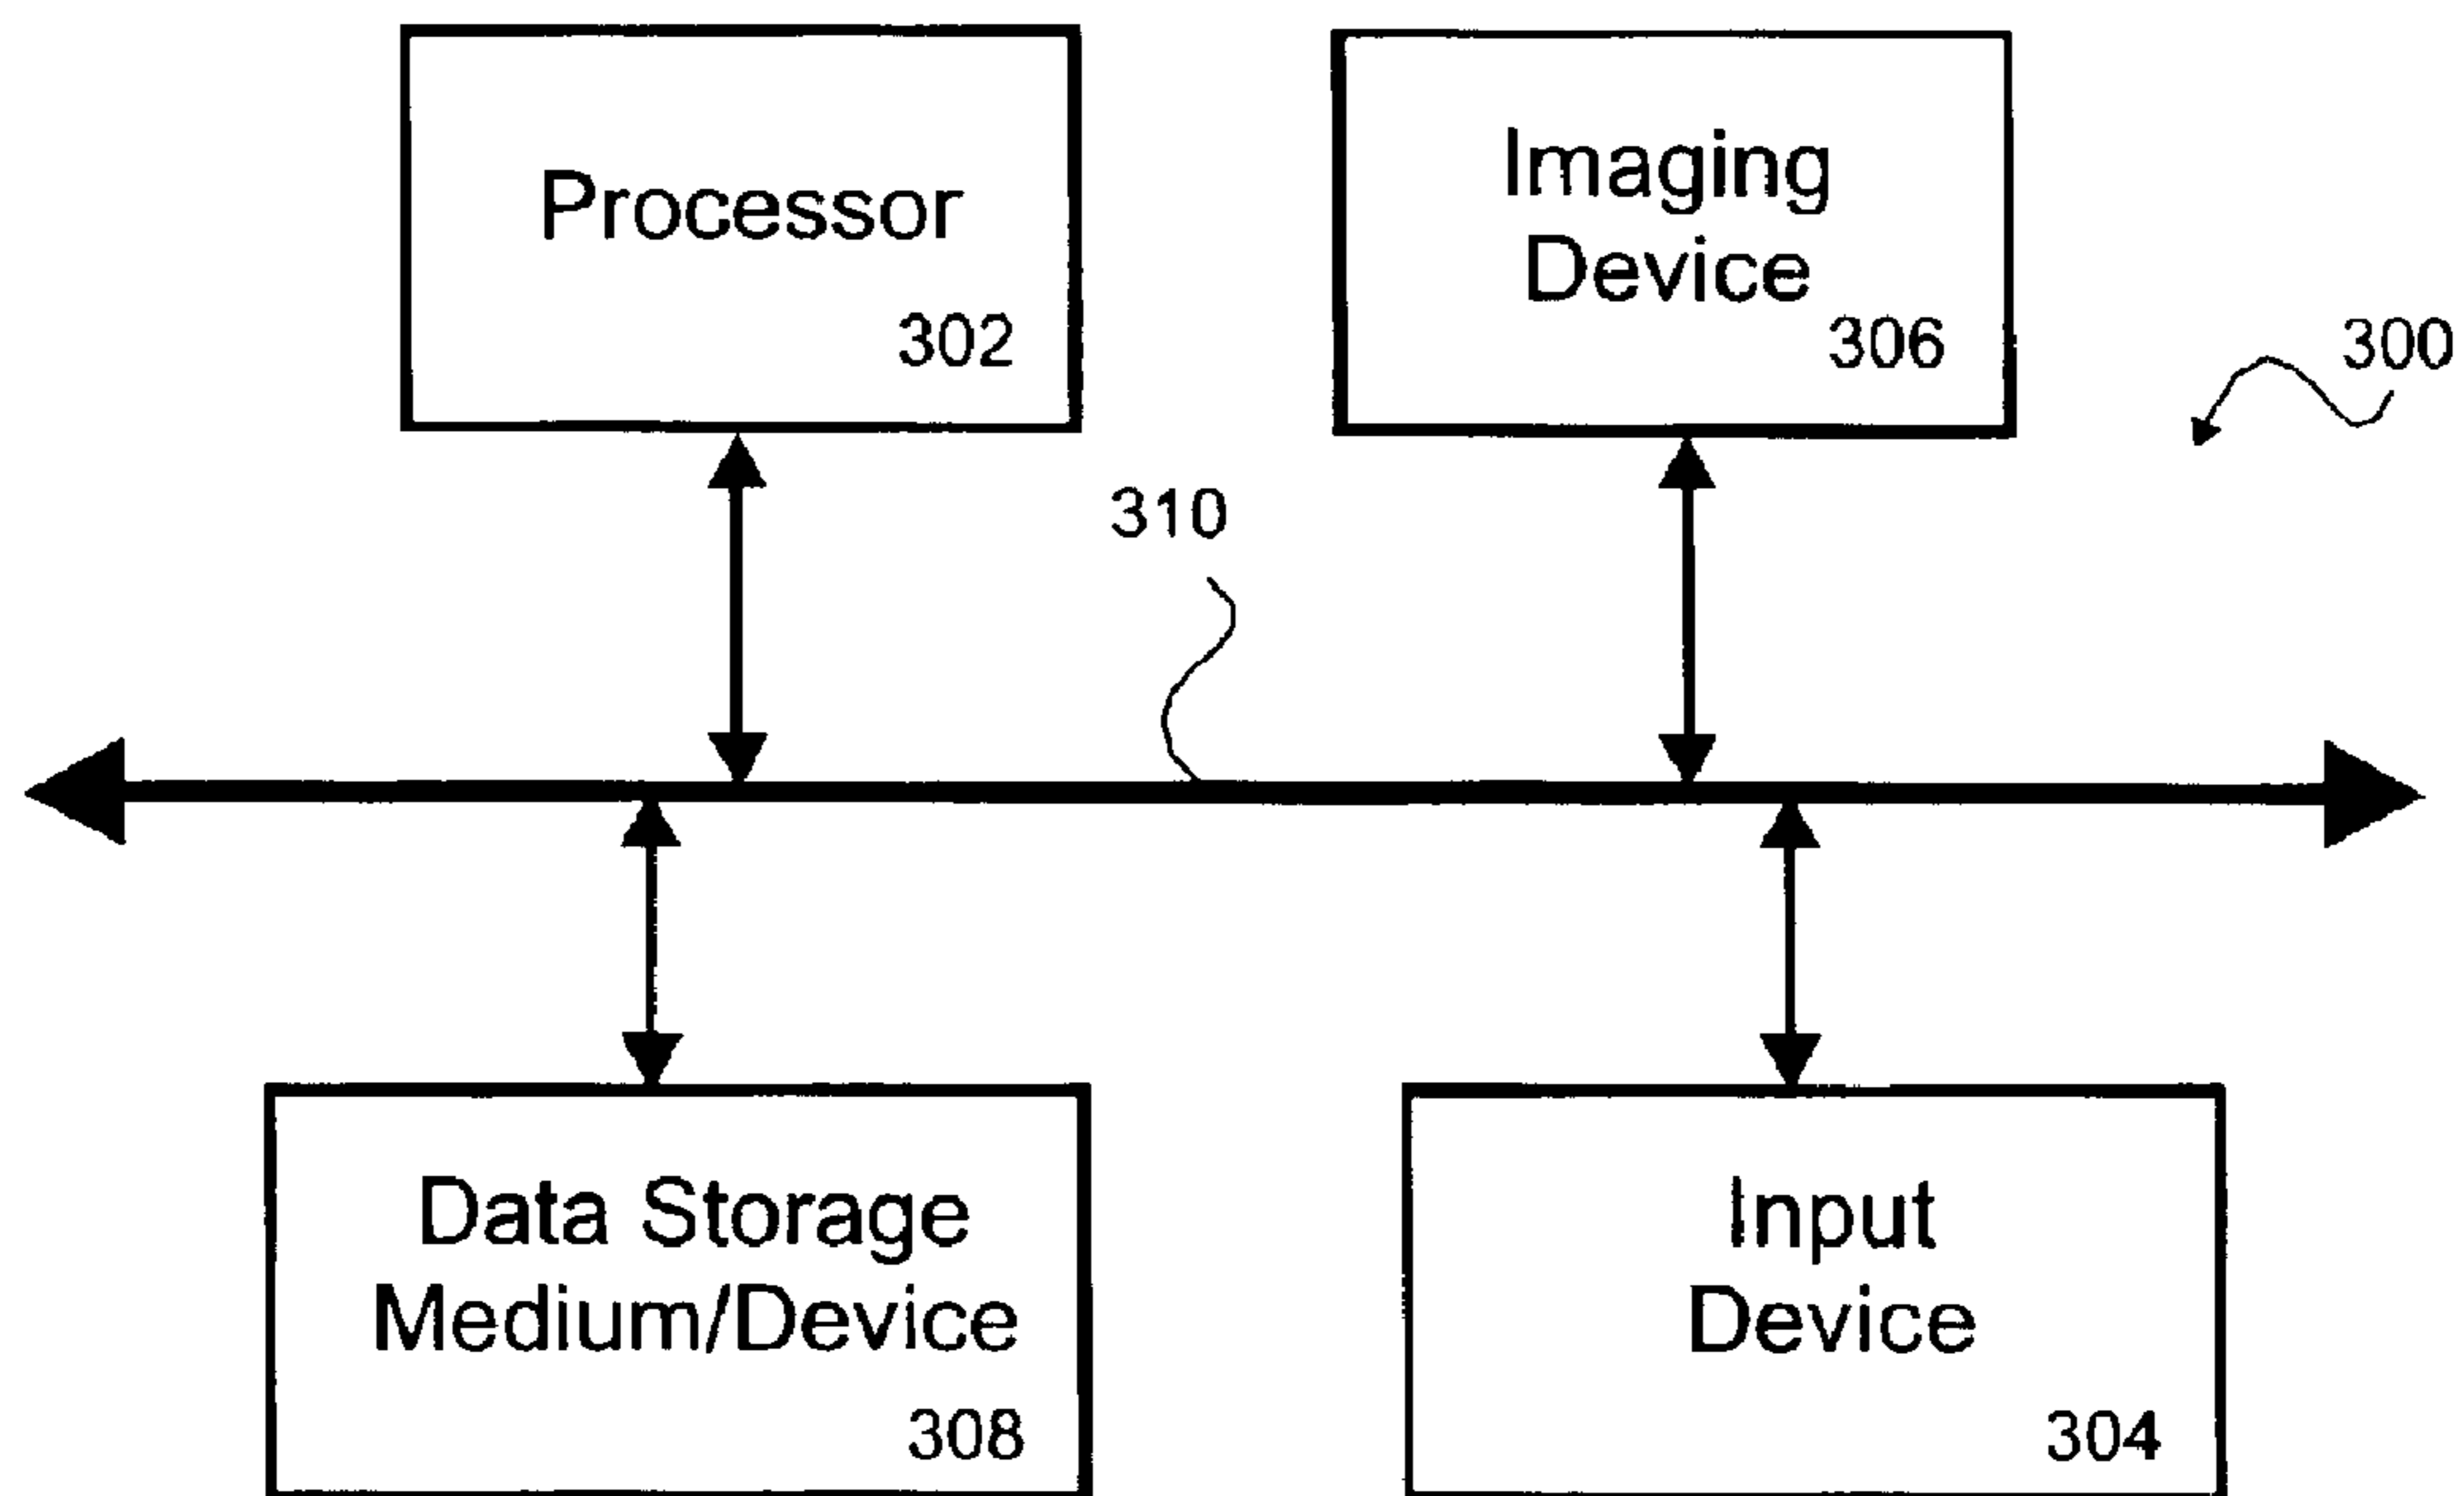 Processor
302
Imaging
Device
306
300
310
Data Storage
Medium/Device
308
Input
Device
304